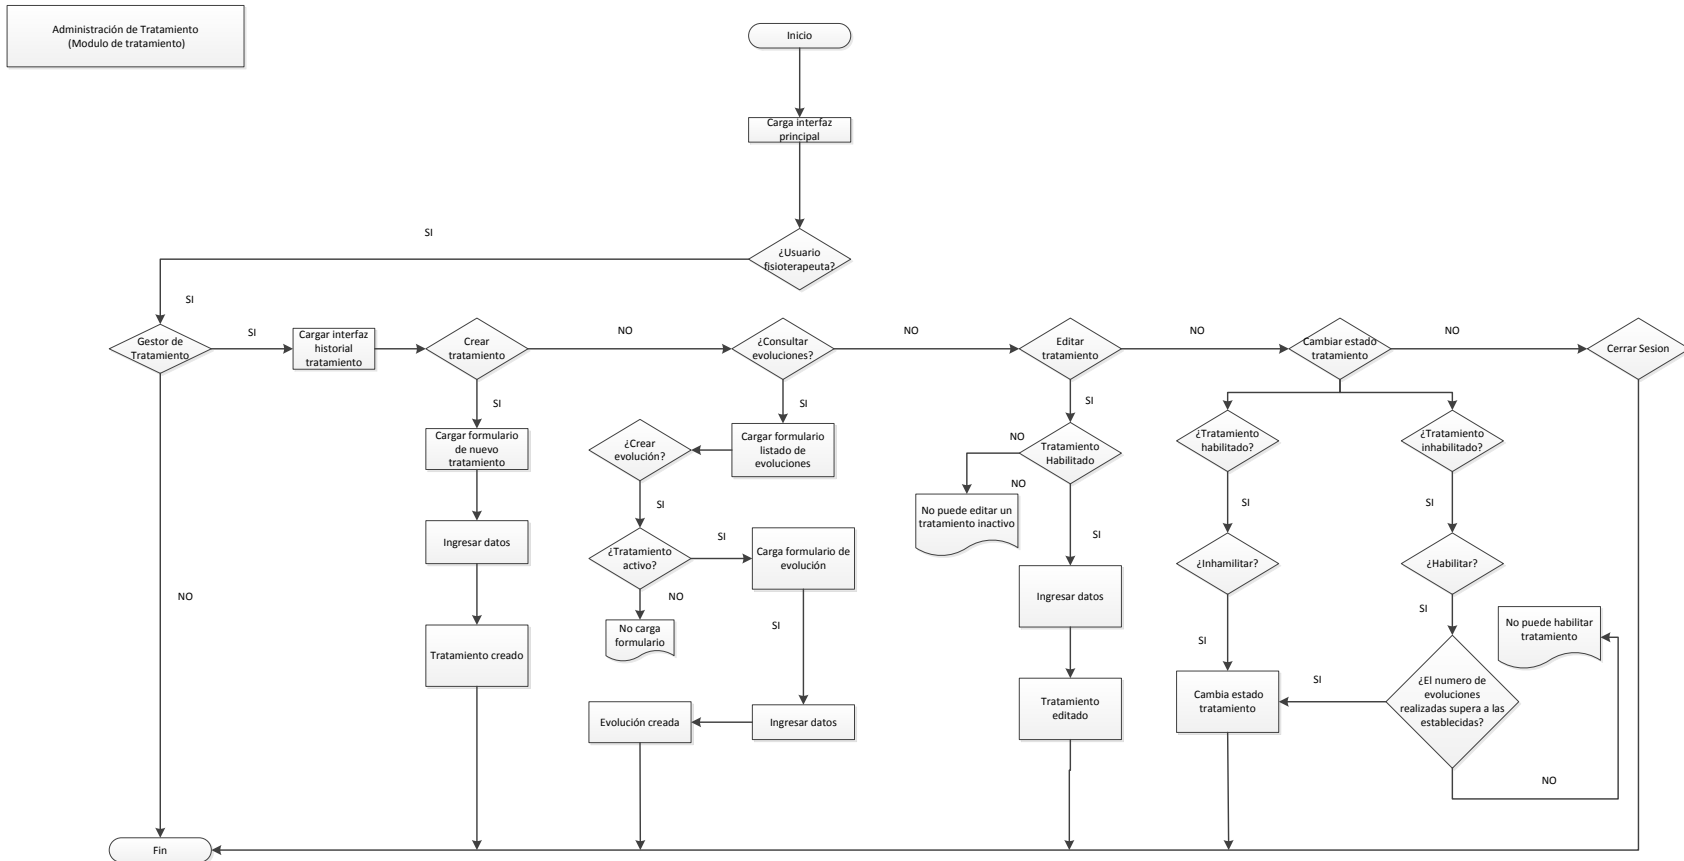 Administración de Tratamiento
(Modulo de tratamiento)
Inicio
Carga interfaz
principal
¿Usuario
fisioterapeuta?
SI
SI
Gestor de
Tratamiento
SI
Cargar interfaz
historial
tratamiento
Crear
tratamiento
NO
¿Consultar
evoluciones?
NO
Editar
tratamiento
NO
Cambiar estado
tratamiento
NO
Cerrar Sesion
SI
SI
SI
Cargar formulario
de nuevo
tratamiento
¿Crear
evolución?
Cargar formulario
listado de
evoluciones
NO
Tratamiento
Habilitado
NO
¿Tratamiento
habilitado?
¿Tratamiento
inhabilitado?
SI
No puede editar un
tratamiento inactivo
SI
SI
SI
Ingresar datos
¿Tratamiento
activo?
SI
Carga formulario de
evolución
¿Inhamilitar?
¿Habilitar?
NO
NO
Ingresar datos
SI
No carga
formulario
SI
SI
No puede habilitar
tratamiento
Tratamiento creado
Cambia estado
tratamiento
SI
¿El numero de
evoluciones
realizadas supera a las
establecidas?
Evolución creada
Ingresar datos
Tratamiento
editado
NO
Fin